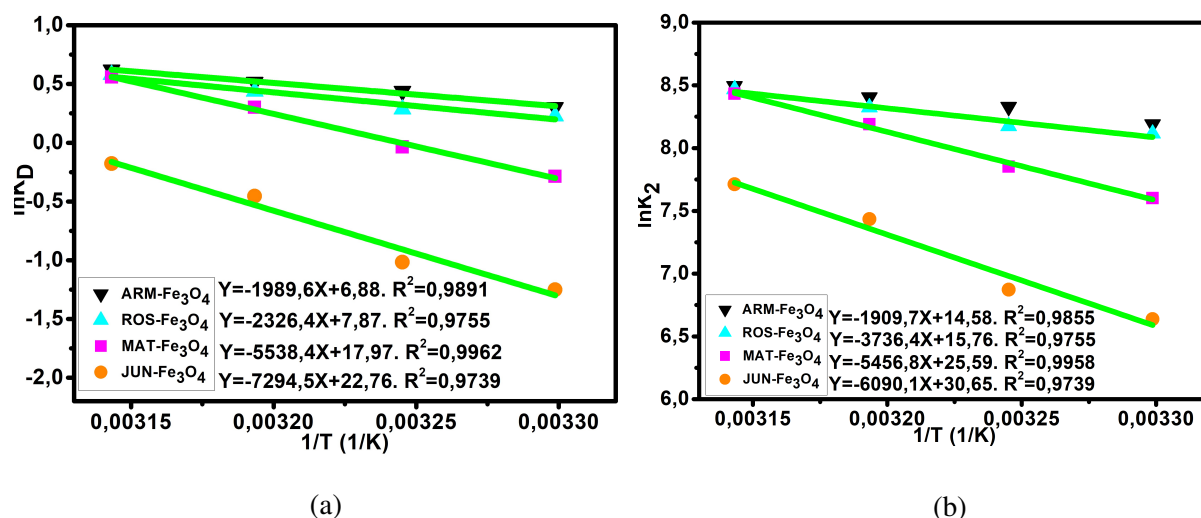 1,0
0,5
0,0
-0,5
-1,0
-1,5
-2,0
lnKD
ARM-Fe3O4 Y=-1989,6X+6,88. R2=0,9891
ROS-Fe3O4 Y=-2326,4X+7,87. R2=0,9755
MAT-Fe3O4 Y=-5538,4X+17,97. R2=0,9962
JUN-Fe3O4 Y=-7294,5X+22,76. R2=0,9739
0,00315 0,00320 0,00325 0,00330
1/T (1/K)
(a)
9,0
8,5
8,0
7,5
7,0
6,5
6,0
lnK2
ARM-Fe3O4 Y=-1909,7X+14,58. R2=0,9855
ROS-Fe3O4 Y=-3736,4X+15,76. R2=0,9755
MAT-Fe3O4 Y=-5456,8X+25,59. R2=0,9958
JUN-Fe3O4 Y=-6090,1X+30,65. R2=0,9739
0,00315 0,00320 0,00325 0,00330
1/T (1/K)
(b)